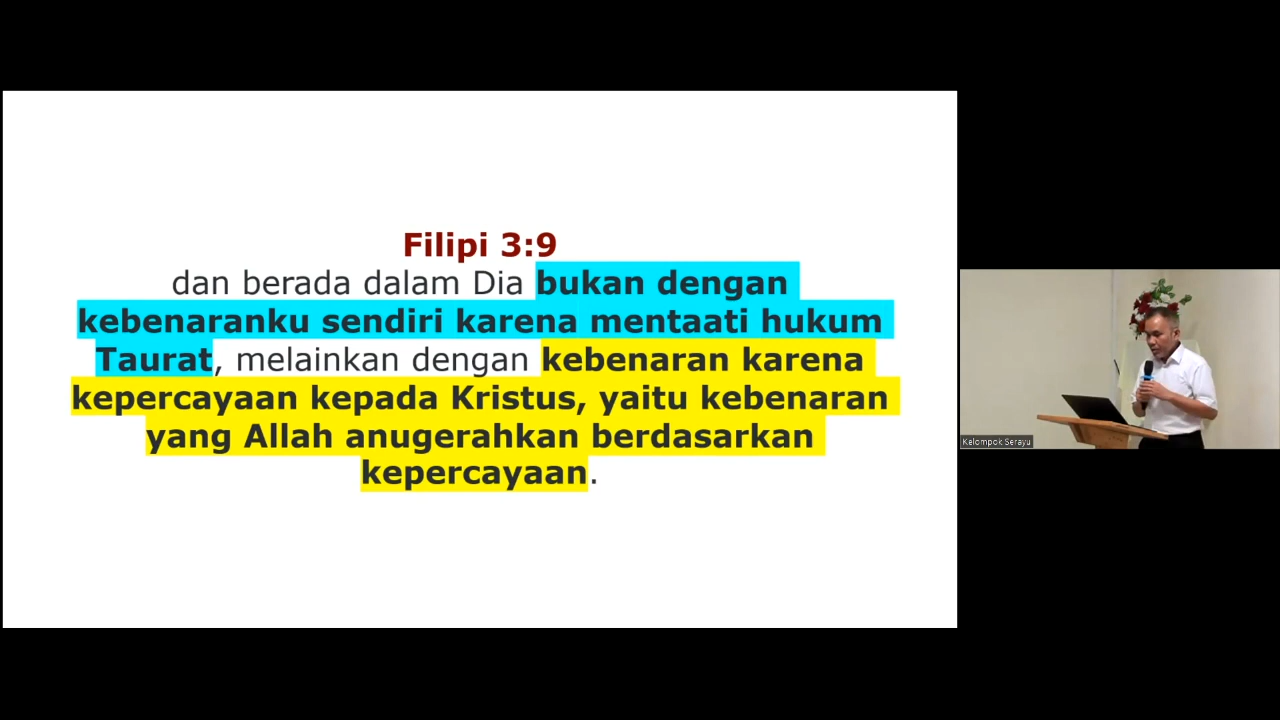 Filipi 3:9
dan berada dalam Dia bukan dengan
kebenaranku sendiri karena mentaati hukum
Taurat, melainkan dengan kebenaran karena
kepercayaan kepada Kristus, yaitu kebenaran
yang Allah anugerahkan berdasarkan
kepercayaan.
Kelompok Serayu